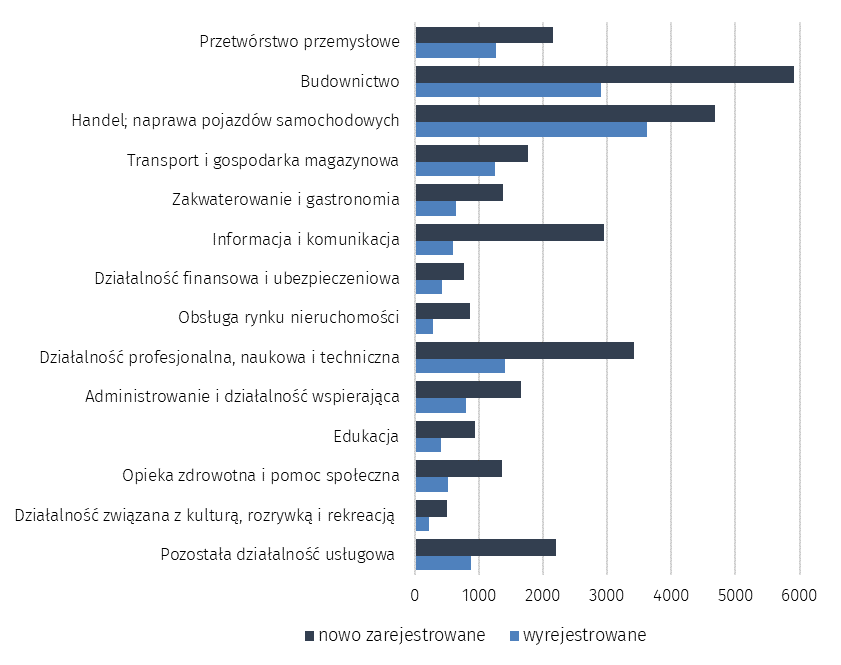 Przetwórstwo przemysłowe
Budownictwo
Handel; naprawa pojazdów samochodowych
Transport i gospodarka magazynowa
Zakwaterowanie i gastronomia
Informacja i komunikacja
Działalność finansowa i ubezpieczeniowa
Obsługa rynku nieruchomości
Działalność profesjonalna, naukowa i techniczna
Administrowanie i działalność wspierająca
Edukacja
Opieka zdrowotna i pomoc społeczna
Działalność związana z kulturą, rozrywką i rekreacją
Pozostała działalność usługowa
0 1000 2000 3000 4000 5000 6000
nowo zarejestrowane wyrejestrowane